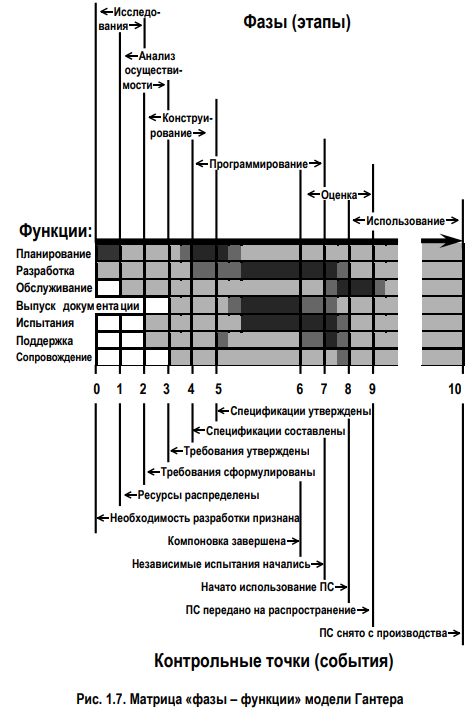 Исследо-
вания
Фазы (этапы)
Анализ
осуществи-
мости
Конструи-
рование
Программирование
Оценка
Использование
Функции:
Планирование
Разработка
Обслуживание
Выпуск документации
Испытания
Поддержка
Сопровождение
0 1 2 3 4 5 6 7 8 9 10
Спецификации утверждены
Спецификации составлены
Требования утверждены
Требования сформулированы
Ресурсы распределены
Необходимость разработки признана
Компоновка завершена
Независимые испытания начались
Начато использование ПС
ПС передано на распространение
ПС снято с производства
Контрольные точки (события)
Рис. 1.7. Матрица «фазы – функции» модели Гантера